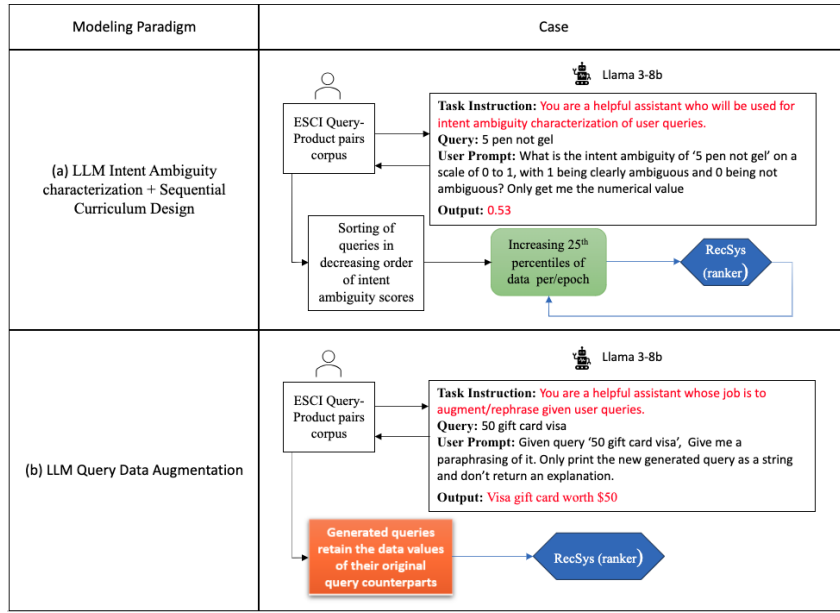 Modeling Paradigm
Case
(a) LLM Intent Ambiguity
characterization + Sequential
Curriculum Design
ESCI Query-
Product pairs
corpus
Llama 3-8b
Task Instruction: You are a helpful assistant who will be used for
intent ambiguity characterization of user queries.
Query: 5 pen not gel
User Prompt: What is the intent ambiguity of ‘5 pen not gel’ on a
scale of 0 to 1, with 1 being clearly ambiguous and 0 being not
ambiguous? Only get me the numerical value
Output: 0.53
Sorting of
queries in
decreasing order
of intent
ambiguity scores
Increasing 25th
percentiles of
data per/epoch
RecSys
(ranker)
(b) LLM Query Data Augmentation
ESCI Query-
Product pairs
corpus
Llama 3-8b
Task Instruction: You are a helpful assistant whose job is to
augment/rephrase given user queries.
Query: 50 gift card visa
User Prompt: Given query ‘50 gift card visa’, Give me a
paraphrasing of it. Only print the new generated query as a string
and don’t return an explanation.
Output: Visa gift card worth $50
Generated queries
retain the data values
of their original
query counterparts
RecSys (ranker)